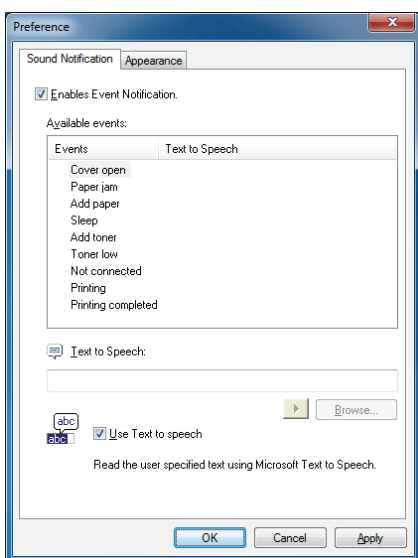 Preference
Sound Notification Appearance
Enables Event Notification.
Available events:
Events Text to Speech
Cover open
Paper jam
Add paper
Sleep
Add toner
Toner low
Not connected
Printing
Printing completed
Text to Speech:
Browse...
abc
abc
Use Text to speech
Read the user specified text using Microsoft Text to Speech.
OK Cancel Apply